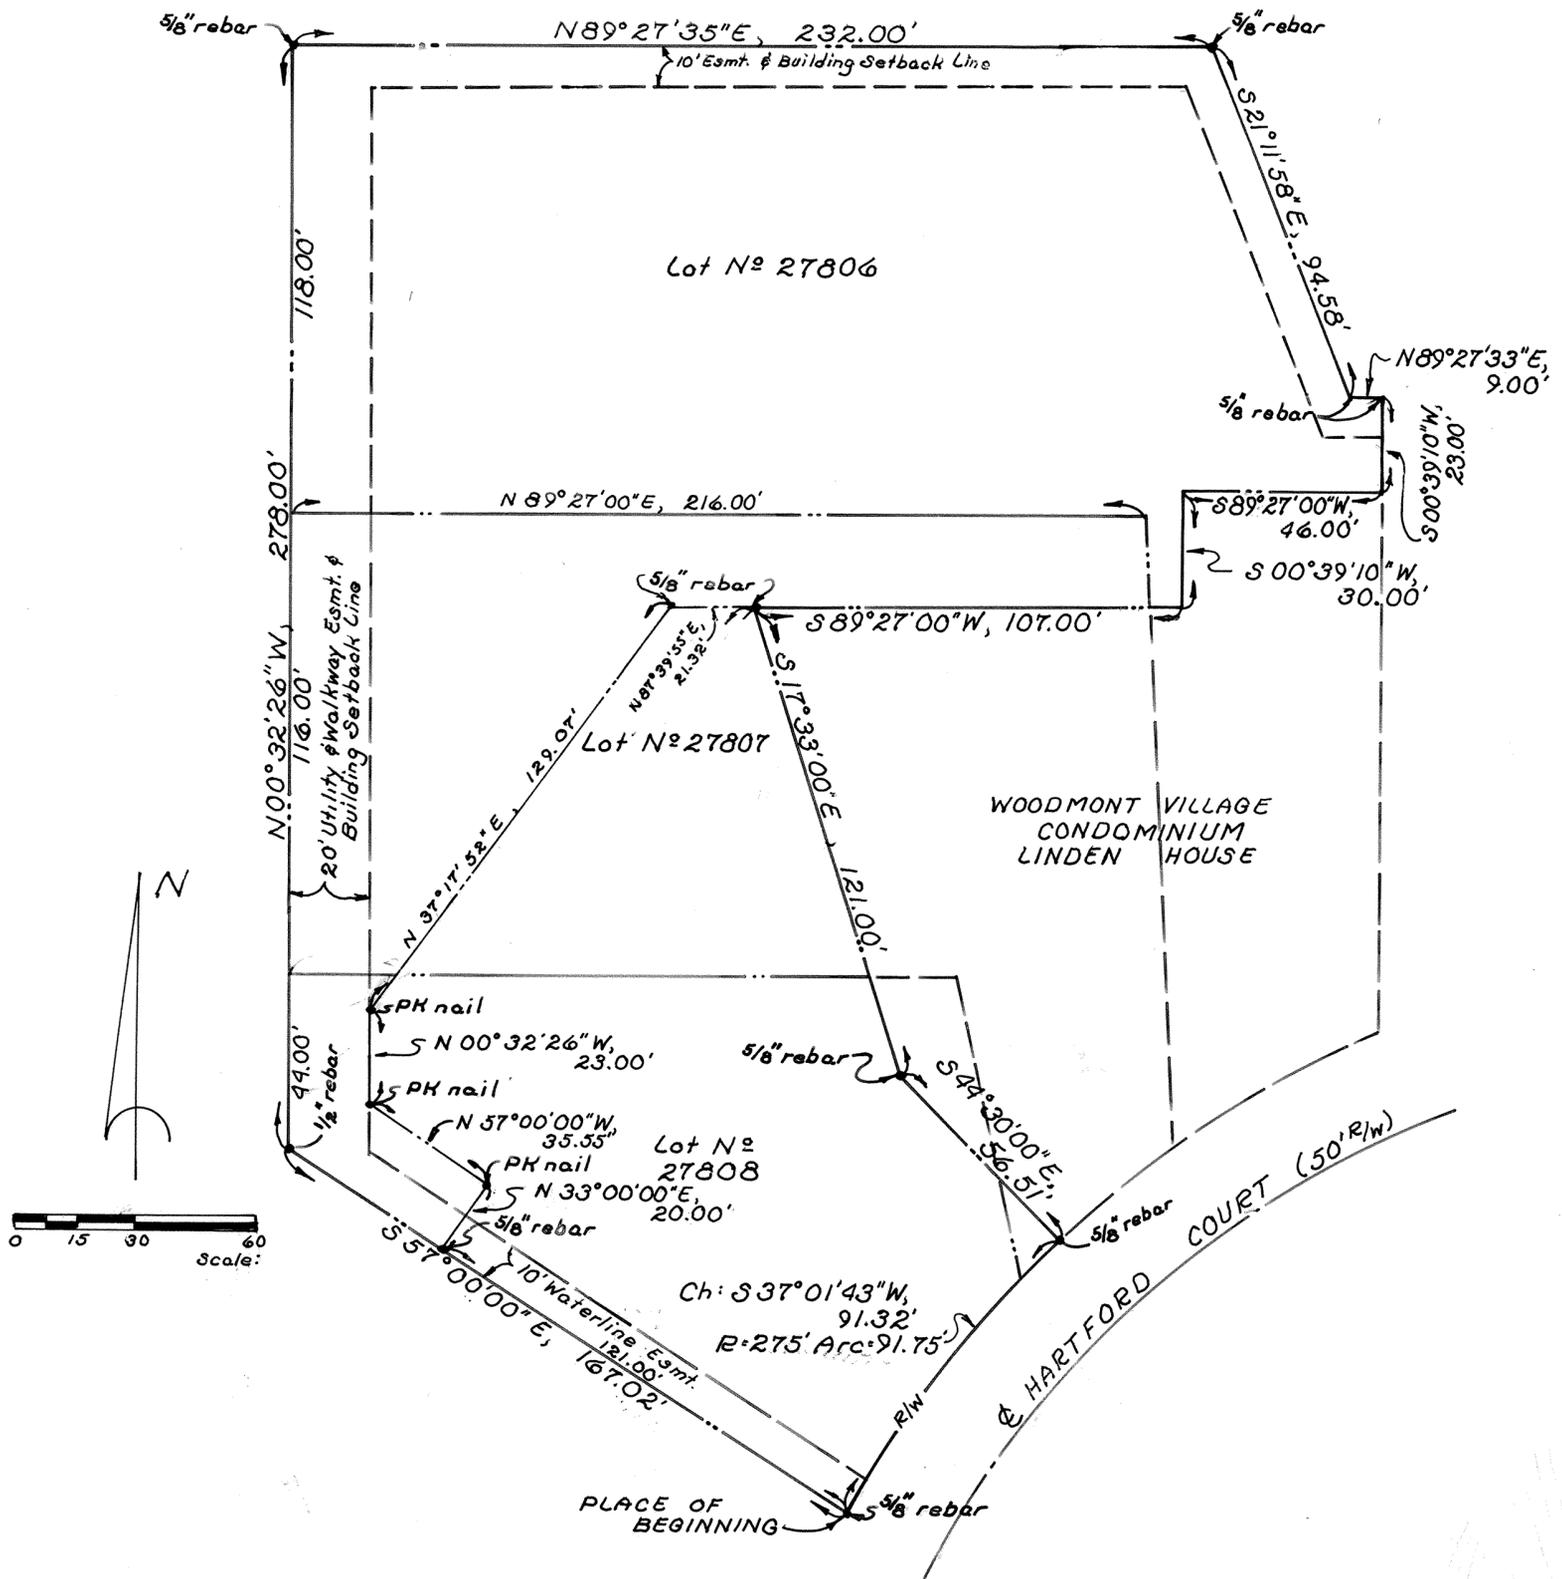 5/8" rebar
N89°27'35"E, 232.00'
5/8" rebar
10' Esmt. & Building Setback Line
S21°11'58"E, 94.58'
118.00'
Lot Nº 27806
N89°27'33"E,
9.00'
5/8" rebar
S00°39'10"W,
23.00'
N 89°27'00"E, 216.00'
S89°27'00"W,
46.00'
S 00°39'10"W,
30.00'
N00°32'26"W, 278.00'
116.00'
20' Utility & Walkway Esmt. &
Building Setback Line
5/8" rebar
S 89°27'00"W, 107.00'
N87°39'55"E,
21.32'
S 17°33'00"E, 121.00'
Lot Nº 27807
N 37°17'52"E, 129.07'
WOODMONT VILLAGE
CONDOMINIUM
LINDEN HOUSE
N
PK nail
N 00°32'26"W,
23.00'
44.00'
1/2" rebar
5/8" rebar
S44°30'00"E,
56.51'
PK nail
N 57°00'00"W,
35.55"
Lot Nº
27808
PK nail
N 33°00'00"E,
20.00'
5/8" rebar
0 15 30 60
Scale:
S 57°00'00"E, 167.02'
10' Waterline Esmt.
121.00'
5/8" rebar
Ch: S37°01'43"W,
91.32'
R=275' Arc=91.75'
R/W
℄ HARTFORD COURT (50' R/W)
PLACE OF
BEGINNING
5/8" rebar